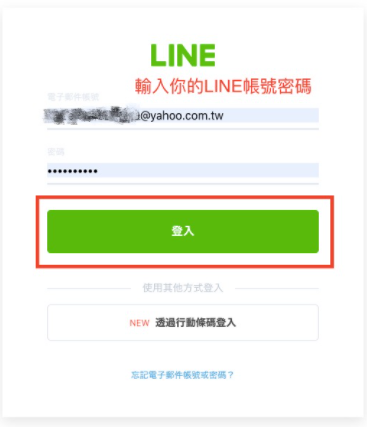 LINE
輸入你的LINE帳號密碼
電子郵件帳號
@yahoo.com.tw
密碼
••••••••••
登入
使用其他方式登入
NEW 透過行動條碼登入
忘記電子郵件帳號或密碼？